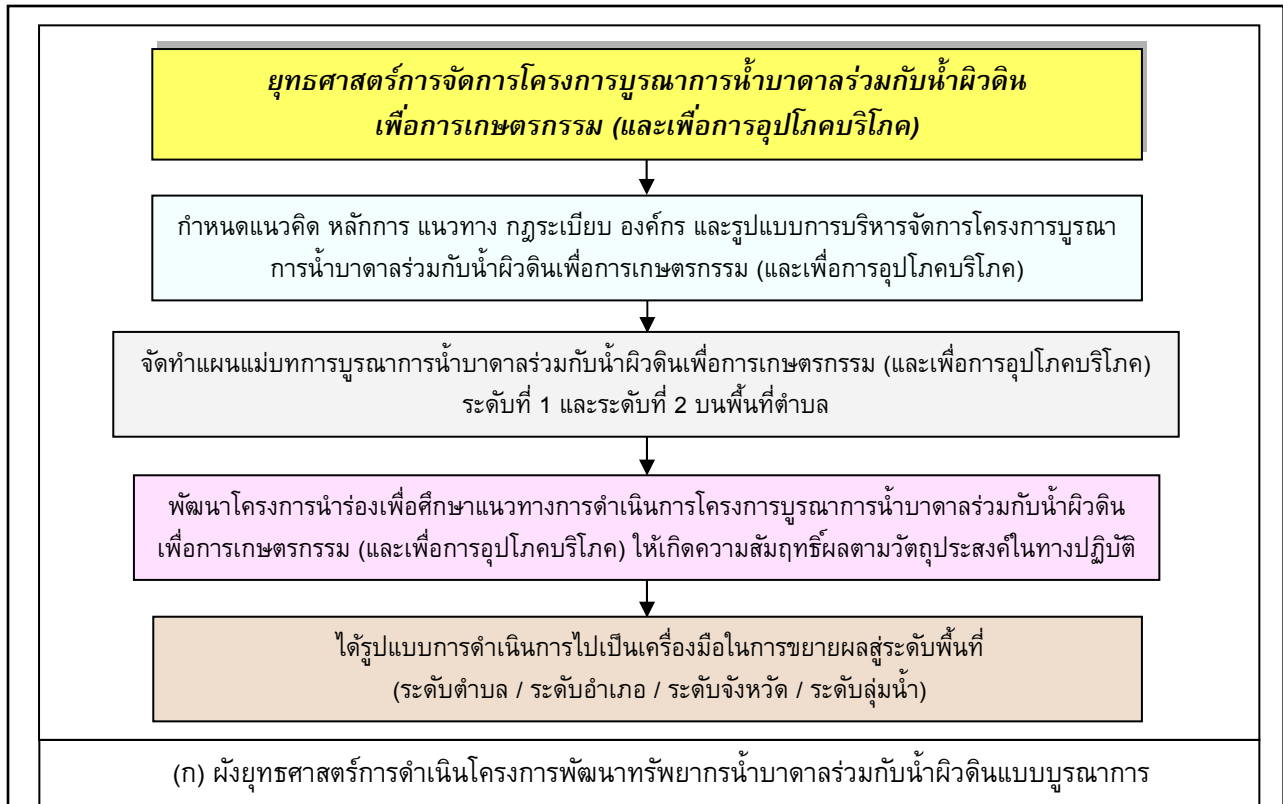 ยุทธศาสตร์การจัดการโครงการบูรณาการน้ำบาดาลร่วมกับน้ำผิวดิน
เพื่อการเกษตรกรรม (และเพื่อการอุปโภคบริโภค)
กำหนดแนวคิด หลักการ แนวทาง กฎระเบียบ องค์กร และรูปแบบการบริหารจัดการโครงการบูรณา
การน้ำบาดาลร่วมกับน้ำผิวดินเพื่อการเกษตรกรรม (และเพื่อการอุปโภคบริโภค)
จัดทำแผนแม่บทการบูรณาการน้ำบาดาลร่วมกับน้ำผิวดินเพื่อการเกษตรกรรม (และเพื่อการอุปโภคบริโภค)
ระดับที่ 1 และระดับที่ 2 บนพื้นที่ตำบล
พัฒนาโครงการนำร่องเพื่อศึกษาแนวทางการดำเนินการโครงการบูรณาการน้ำบาดาลร่วมกับน้ำผิวดิน
เพื่อการเกษตรกรรม (และเพื่อการอุปโภคบริโภค) ให้เกิดความสัมฤทธิ์ผลตามวัตถุประสงค์ในทางปฏิบัติ
ได้รูปแบบการดำเนินการไปเป็นเครื่องมือในการขยายผลสู่ระดับพื้นที่
(ระดับตำบล / ระดับอำเภอ / ระดับจังหวัด / ระดับลุ่มน้ำ)
(ก) ผังยุทธศาสตร์การดำเนินโครงการพัฒนาทรัพยากรน้ำบาดาลร่วมกับน้ำผิวดินแบบบูรณาการ